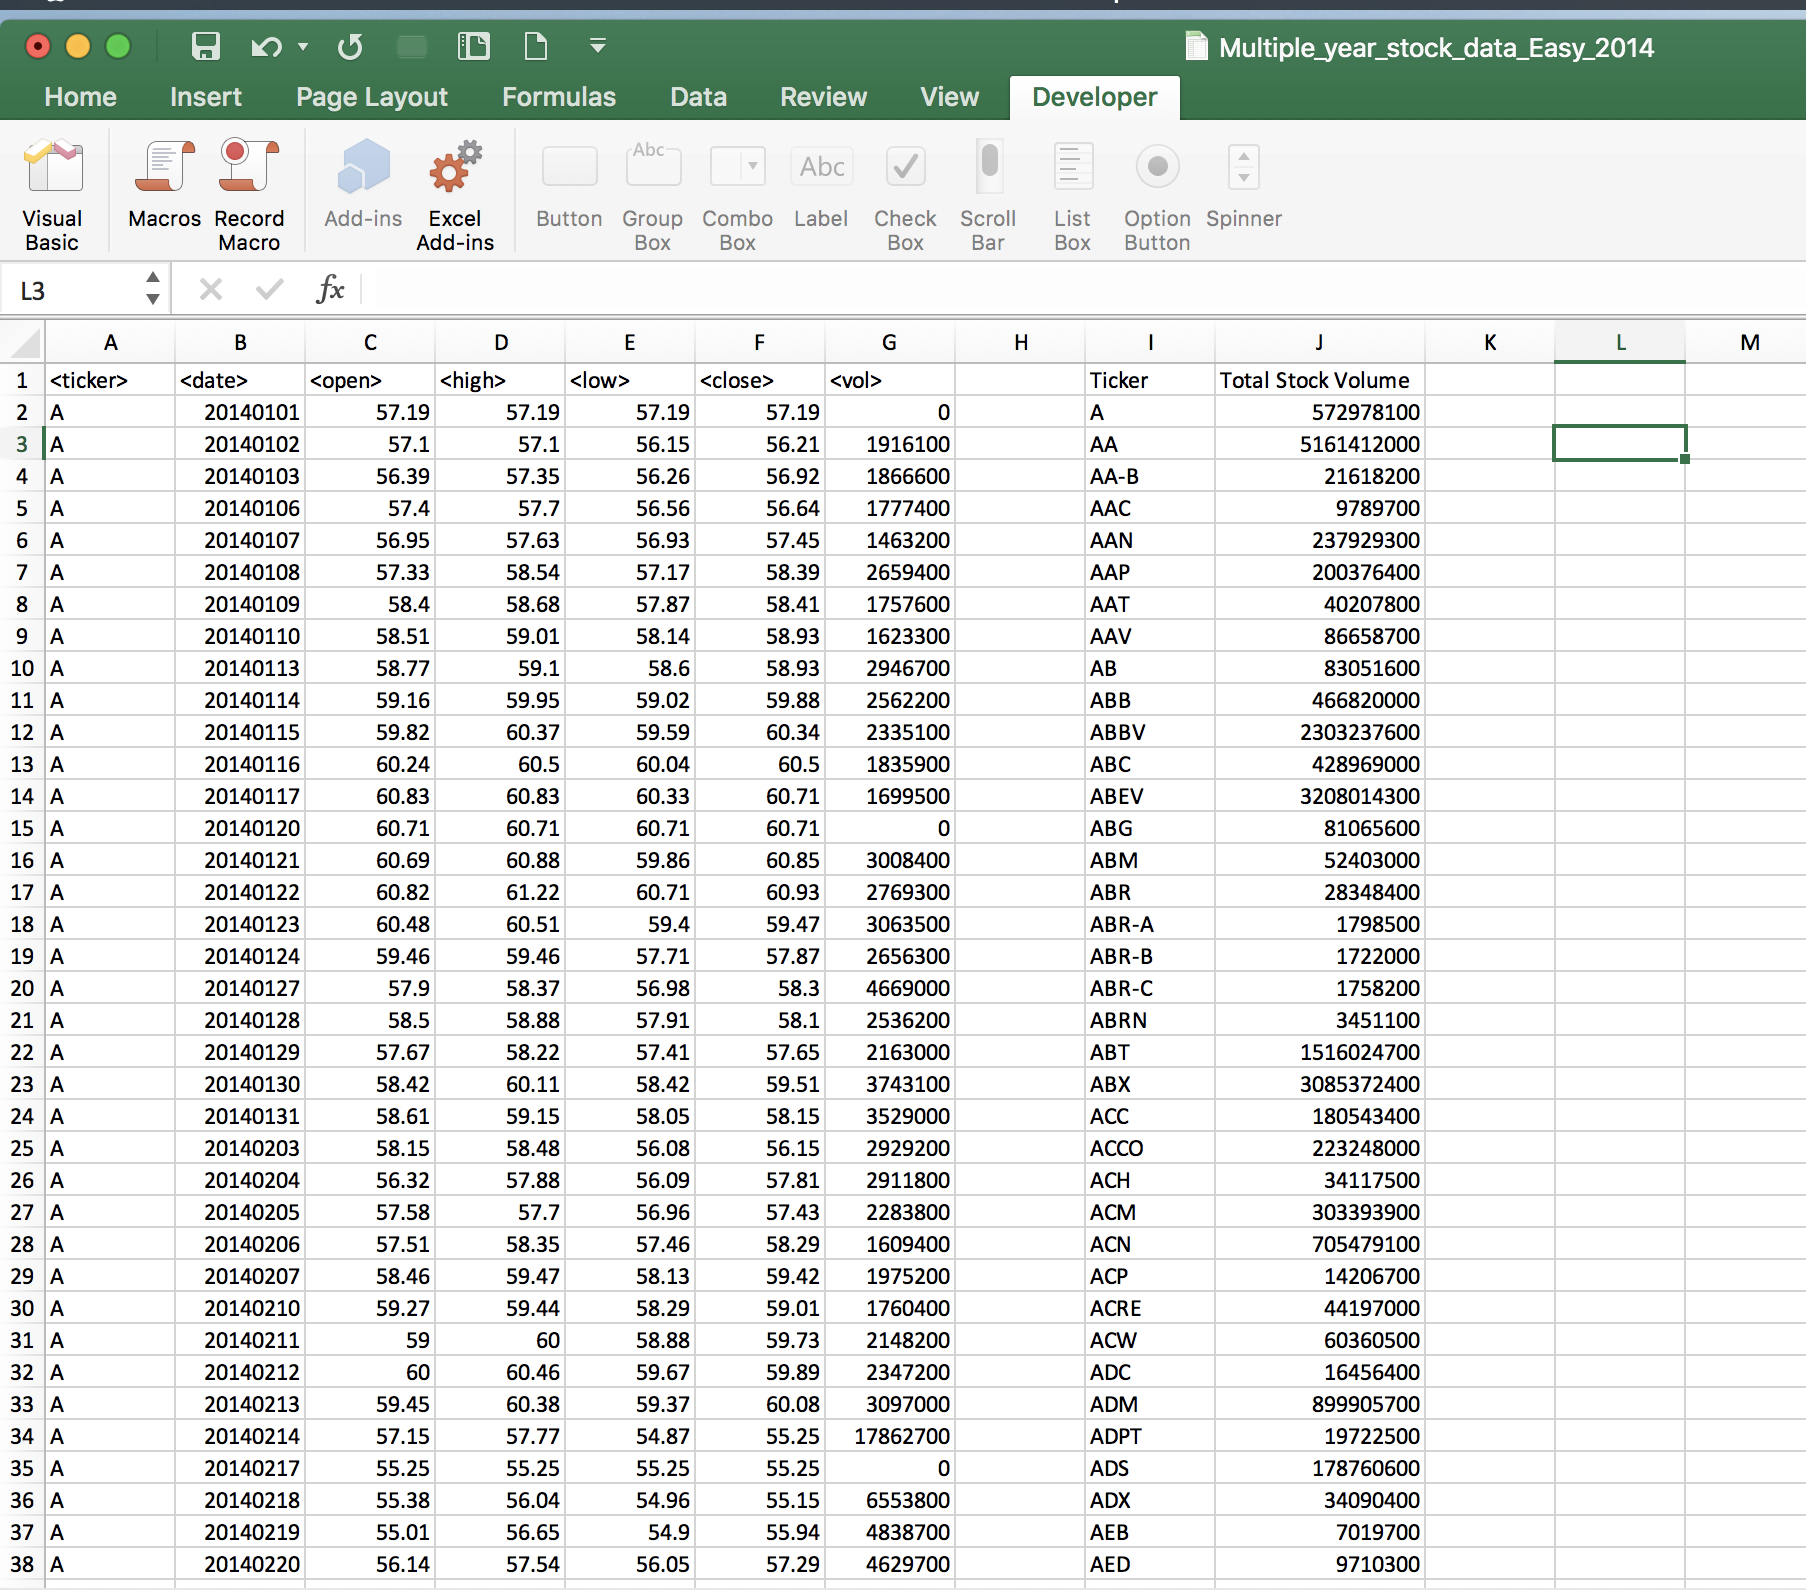 Multiple_year_stock_data_Easy_2014
Home Insert Page Layout Formulas Data Review View Developer
Visual Basic Macros Record Macro Add-ins Excel Add-ins Button Abc Group Box Combo Box Abc Label Check Box Scroll Bar List Box Option Button Spinner
L3 fx
A B C D E F G H I J K L M
1 <ticker> <date> <open> <high> <low> <close> <vol> Ticker Total Stock Volume
2 A 20140101 57.19 57.19 57.19 57.19 0 A 572978100
3 A 20140102 57.1 57.1 56.15 56.21 1916100 AA 5161412000
4 A 20140103 56.39 57.35 56.26 56.92 1866600 AA-B 21618200
5 A 20140106 57.4 57.7 56.56 56.64 1777400 AAC 9789700
6 A 20140107 56.95 57.63 56.93 57.45 1463200 AAN 237929300
7 A 20140108 57.33 58.54 57.17 58.39 2659400 AAP 200376400
8 A 20140109 58.4 58.68 57.87 58.41 1757600 AAT 40207800
9 A 20140110 58.51 59.01 58.14 58.93 1623300 AAV 86658700
10 A 20140113 58.77 59.1 58.6 58.93 2946700 AB 83051600
11 A 20140114 59.16 59.95 59.02 59.88 2562200 ABB 466820000
12 A 20140115 59.82 60.37 59.59 60.34 2335100 ABBV 2303237600
13 A 20140116 60.24 60.5 60.04 60.5 1835900 ABC 428969000
14 A 20140117 60.83 60.83 60.33 60.71 1699500 ABEV 3208014300
15 A 20140120 60.71 60.71 60.71 60.71 0 ABG 81065600
16 A 20140121 60.69 60.88 59.86 60.85 3008400 ABM 52403000
17 A 20140122 60.82 61.22 60.71 60.93 2769300 ABR 28348400
18 A 20140123 60.48 60.51 59.4 59.47 3063500 ABR-A 1798500
19 A 20140124 59.46 59.46 57.71 57.87 2656300 ABR-B 1722000
20 A 20140127 57.9 58.37 56.98 58.3 4669000 ABR-C 1758200
21 A 20140128 58.5 58.88 57.91 58.1 2536200 ABRN 3451100
22 A 20140129 57.67 58.22 57.41 57.65 2163000 ABT 1516024700
23 A 20140130 58.42 60.11 58.42 59.51 3743100 ABX 3085372400
24 A 20140131 58.61 59.15 58.05 58.15 3529000 ACC 180543400
25 A 20140203 58.15 58.48 56.08 56.15 2929200 ACCO 223248000
26 A 20140204 56.32 57.88 56.09 57.81 2911800 ACH 34117500
27 A 20140205 57.58 57.7 56.96 57.43 2283800 ACM 303393900
28 A 20140206 57.51 58.35 57.46 58.29 1609400 ACN 705479100
29 A 20140207 58.46 59.47 58.13 59.42 1975200 ACP 14206700
30 A 20140210 59.27 59.44 58.29 59.01 1760400 ACRE 44197000
31 A 20140211 59 60 58.88 59.73 2148200 ACW 60360500
32 A 20140212 60 60.46 59.67 59.89 2347200 ADC 16456400
33 A 20140213 59.45 60.38 59.37 60.08 3097000 ADM 899905700
34 A 20140214 57.15 57.77 54.87 55.25 17862700 ADPT 19722500
35 A 20140217 55.25 55.25 55.25 55.25 0 ADS 178760600
36 A 20140218 55.38 56.04 54.96 55.15 6553800 ADX 34090400
37 A 20140219 55.01 56.65 54.9 55.94 4838700 AEB 7019700
38 A 20140220 56.14 57.54 56.05 57.29 4629700 AED 9710300